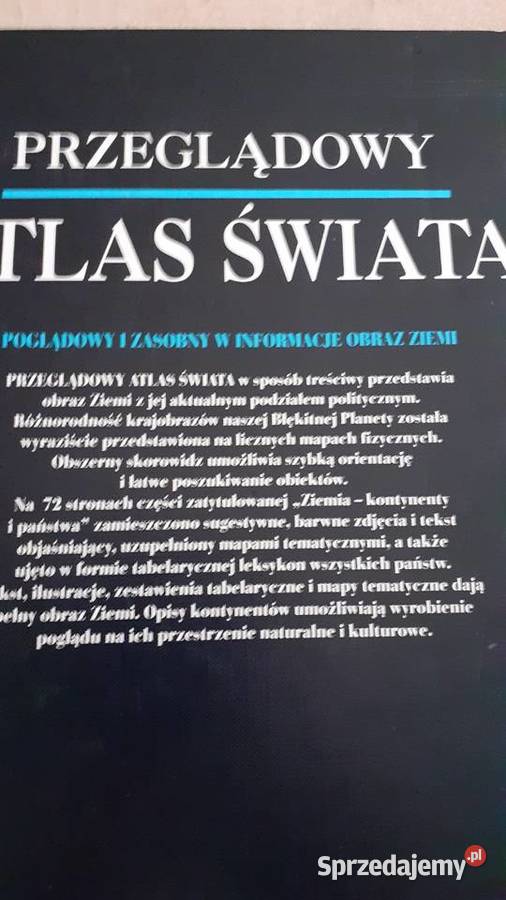 PRZEGLĄDOWY
TLAS ŚWIATA
POGLĄDOWY I ZASOBNY W INFORMACJE OBRAZ ZIEMI
PRZEGLĄDOWY ATLAS ŚWIATA w sposób treściwy przedstawia
obraz Ziemi z jej aktualnym podziałem politycznym.
Różnorodność krajobrazów naszej Błękitnej Planety została
wyraziście przedstawiona na licznych mapach fizycznych.
Obszerny skorowidz umożliwia szybką orientację
i łatwe poszukiwanie obiektów.
Na 72 stronach części zatytułowanej „Ziemia – kontynenty
i państwa” zamieszczono sugestywne, barwne zdjęcia i tekst
objaśniający, uzupełniony mapami tematycznymi, a także
ujęto w formie tabelarycznej leksykon wszystkich państw.
kst, ilustracje, zestawienia tabelaryczne i mapy tematyczne dają
pełny obraz Ziemi. Opisy kontynentów umożliwiają wyrobienie
poglądu na ich przestrzenie naturalne i kulturowe.
Sprzedajemy.pl